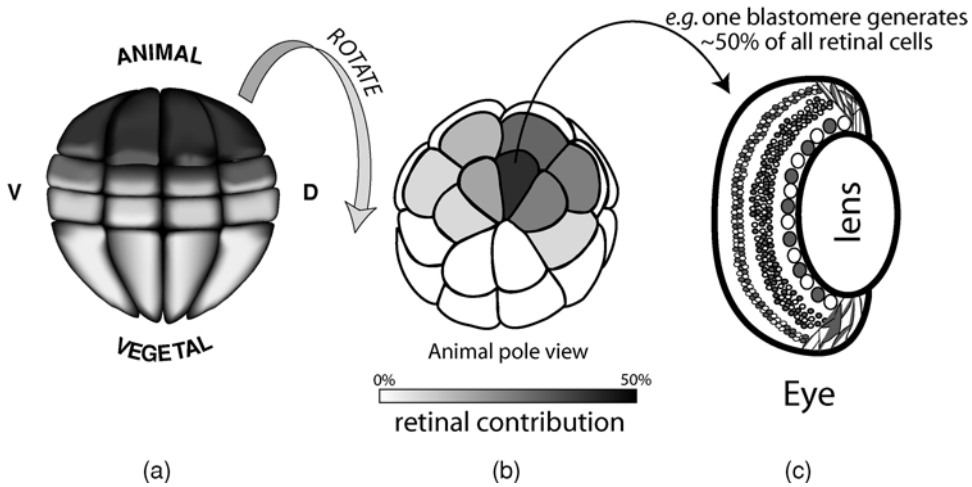 ANIMAL
ROTATE
V
D
VEGETAL
(a)
Animal pole view
0%
50%
retinal contribution
(b)
e.g. one blastomere generates
~50% of all retinal cells
lens
Eye
(c)